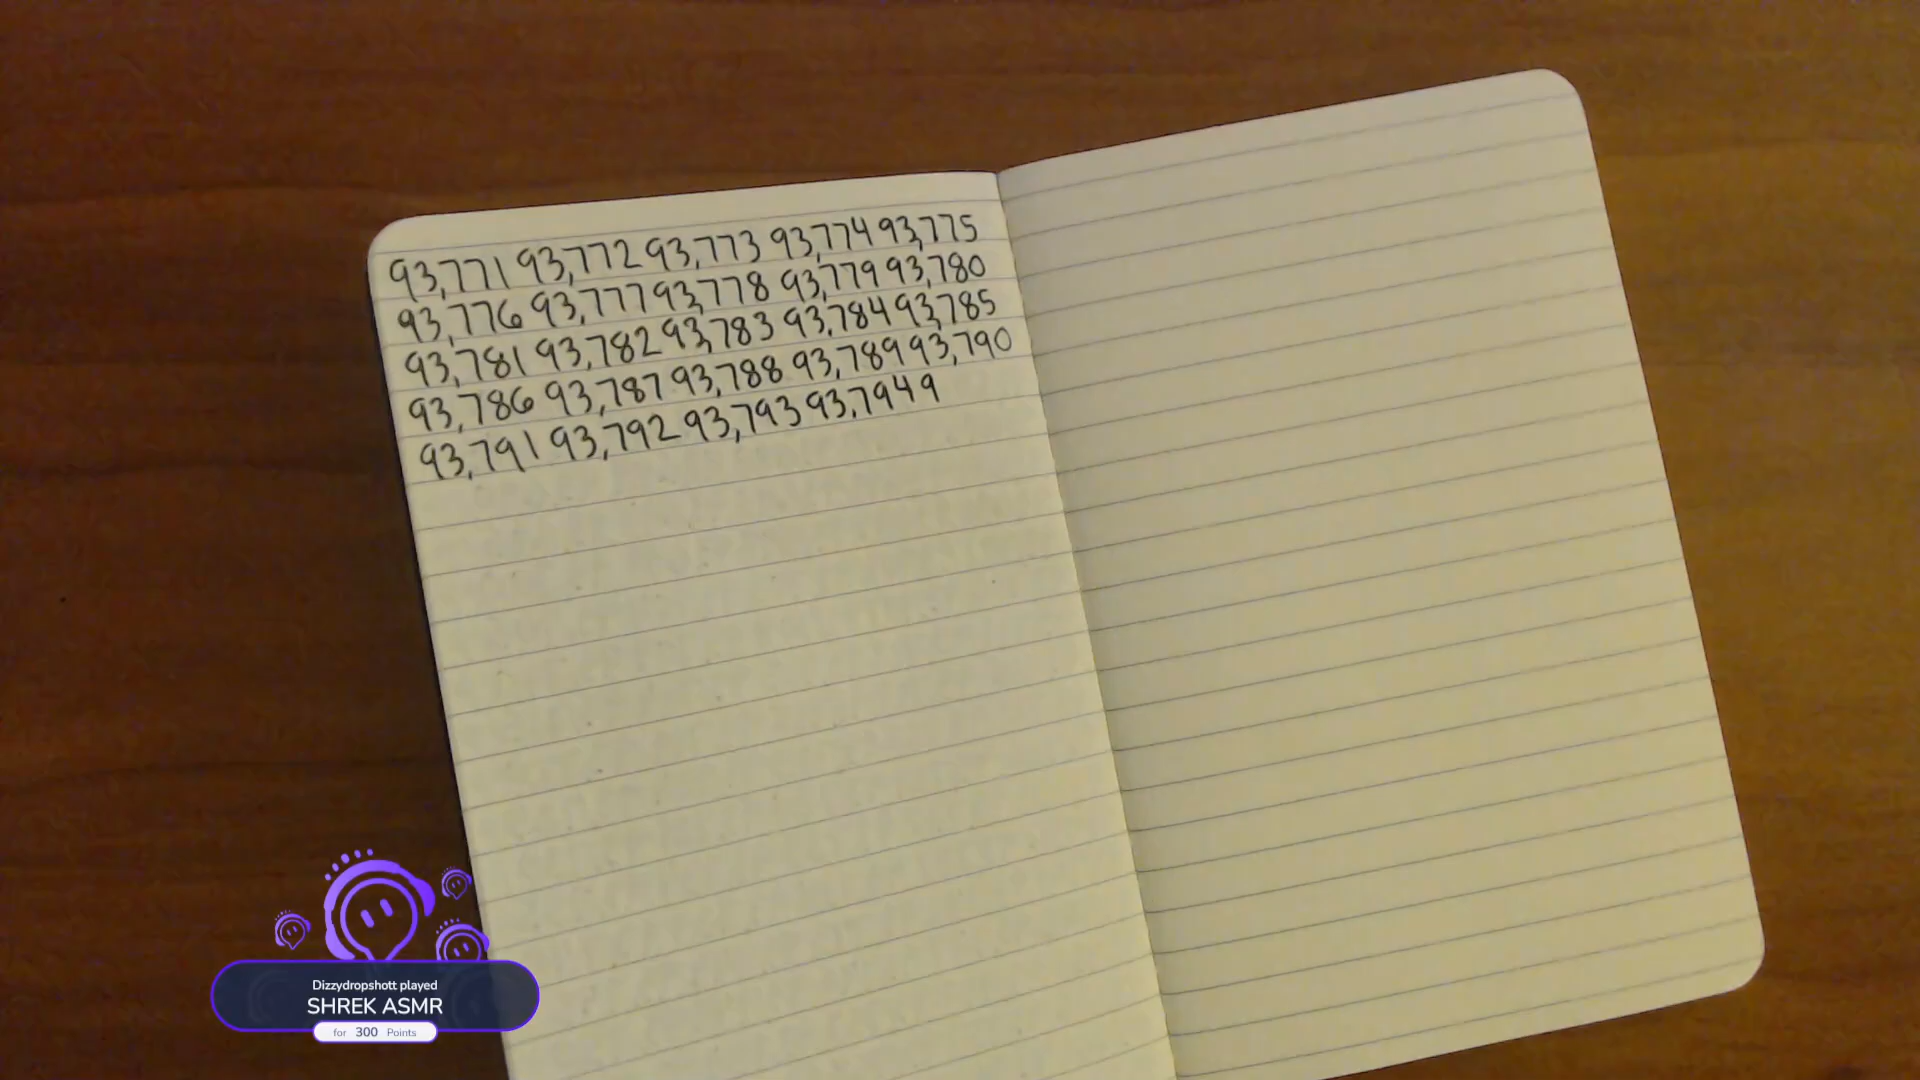 93,771 93,772 93,773 93,774 93,775
93,776 93,777 93,778 93,779 93,780
93,781 93,782 93,783 93,784 93,785
93,786 93,787 93,788 93,789 93,790
93,791 93,792 93,793 93,794 9
Dizzydropshott played
SHREK ASMR
for 300 Points